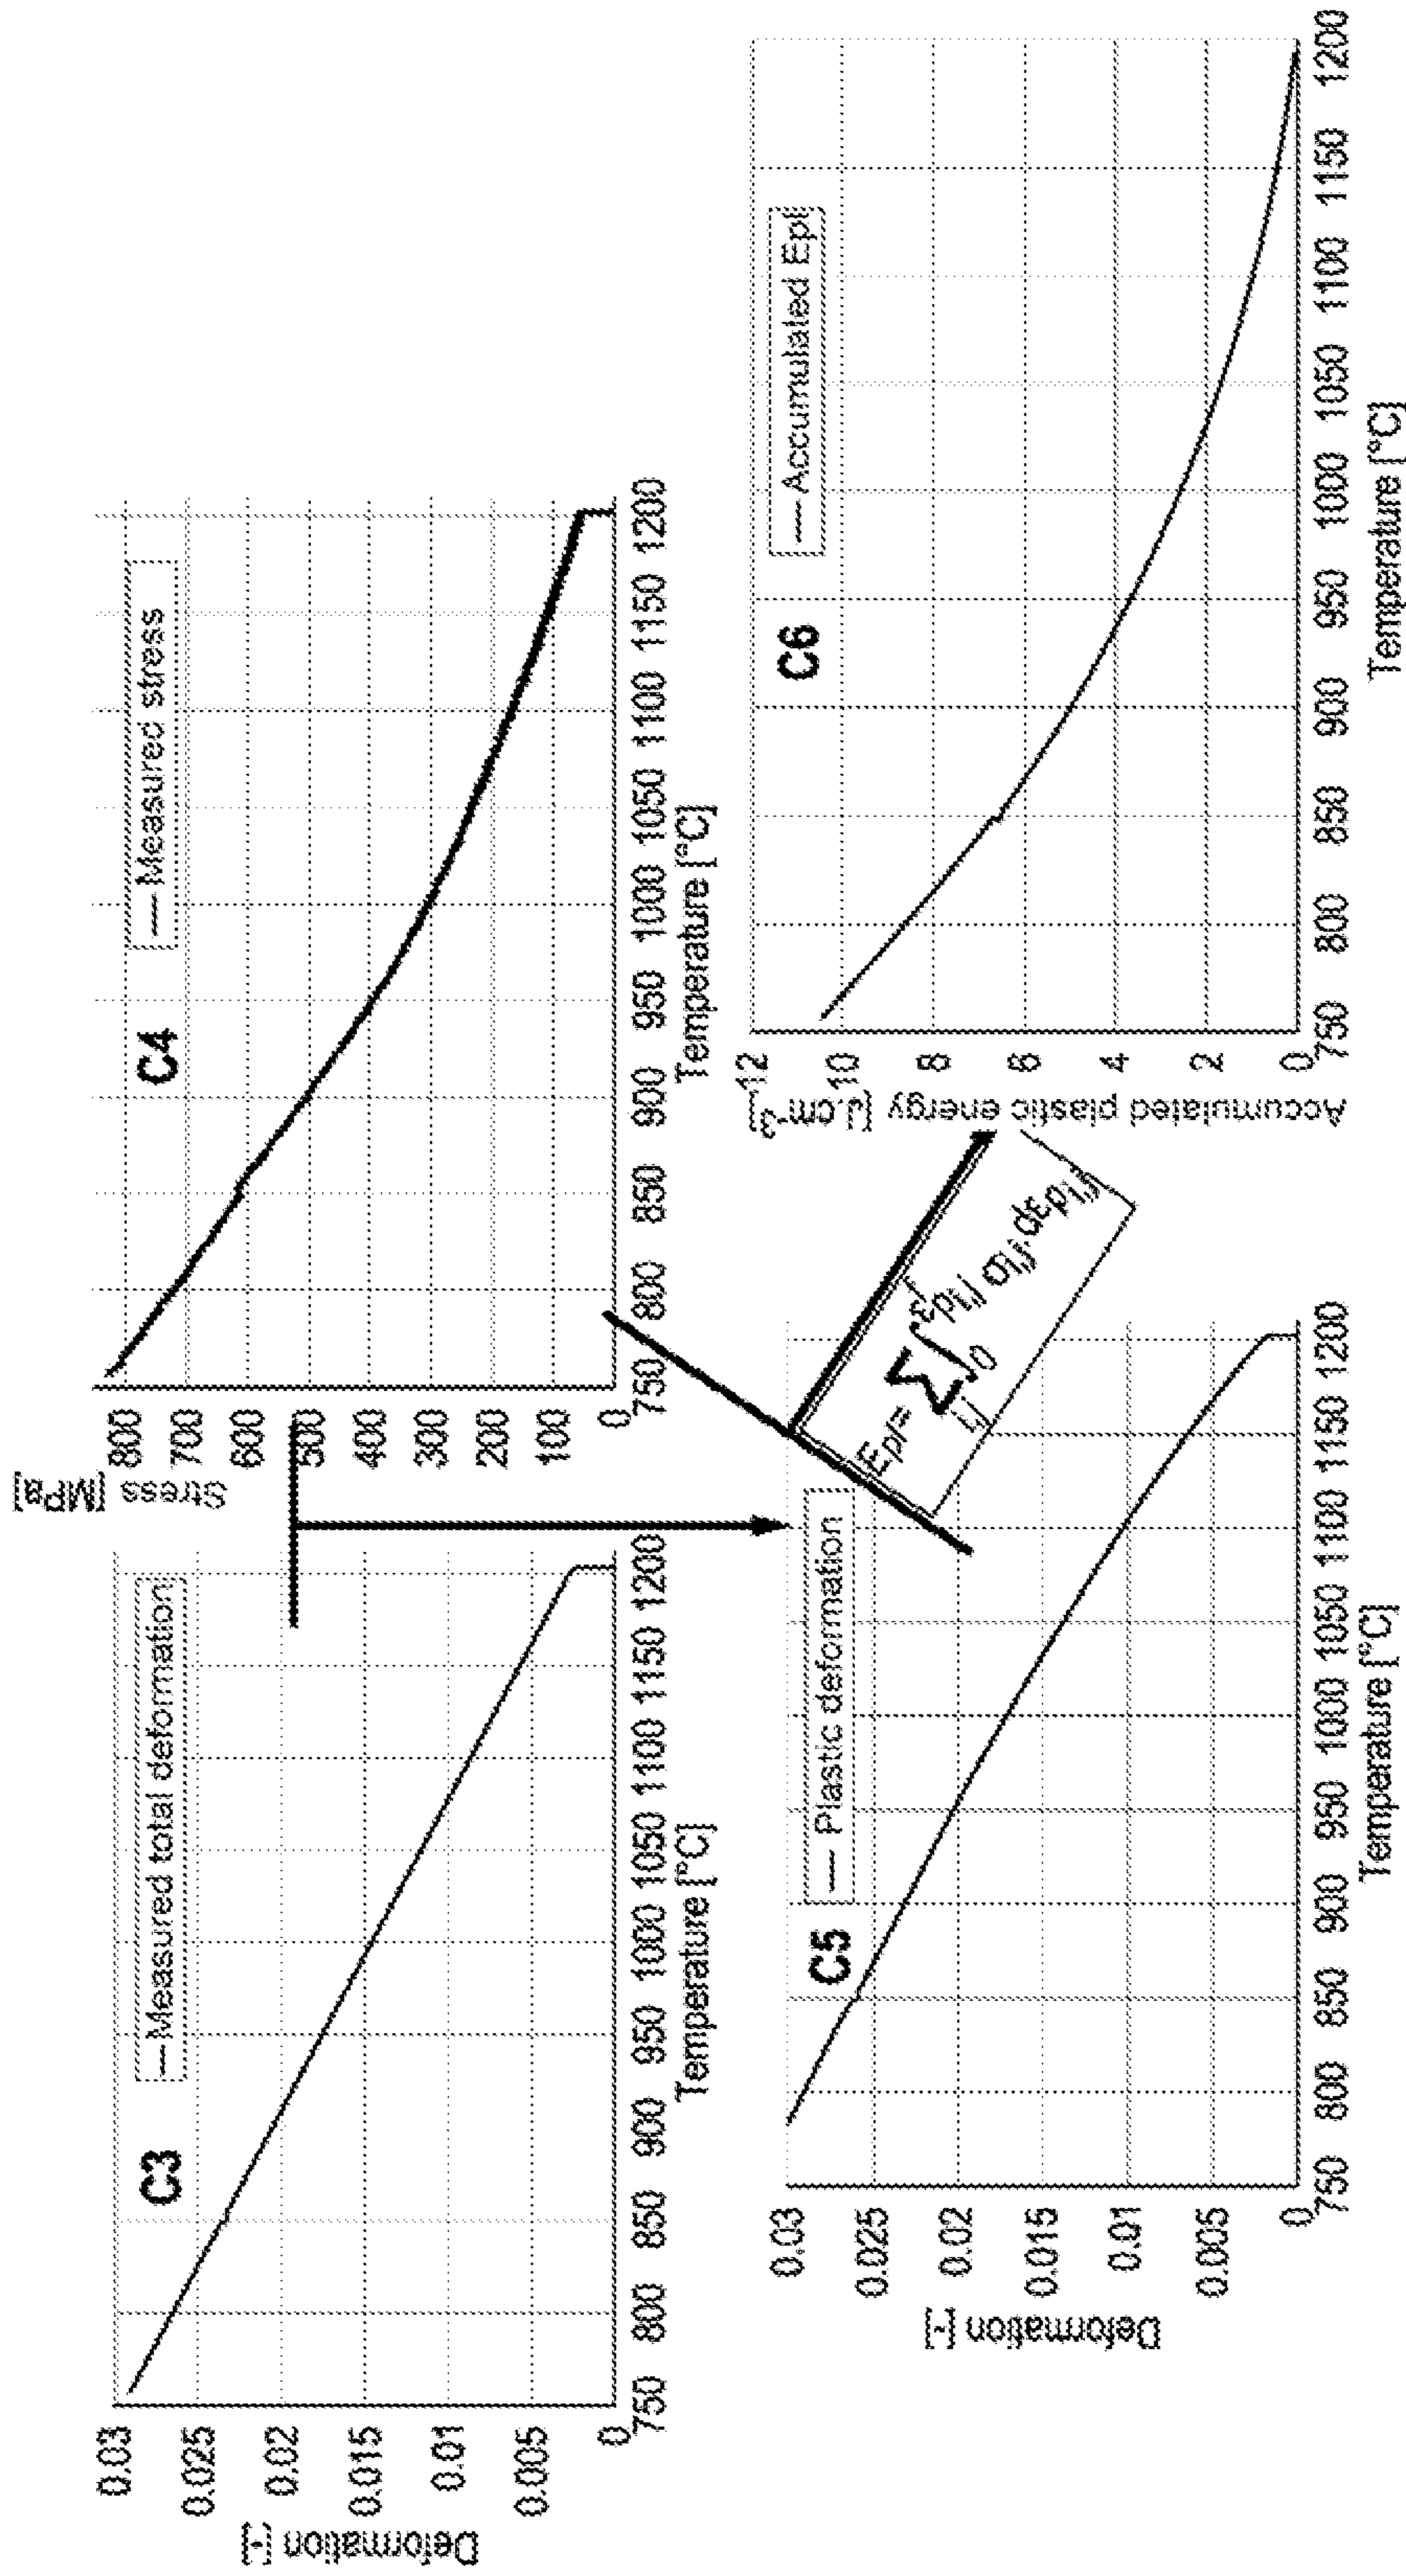 Deformation [-]
0.03
0.025
0.02
0.015
0.01
0.005
0
C3
Measured total deformation
750 800 850 900 950 1000 1050 1100 1150 1200
Temperature [°C]
Stress
[MPa]
800
700
600
500
400
300
200
100
0
C4
Measured stress
750 800 850 900 950 1000 1050 1100 1150 1200
Temperature [°C]
Deformation [-]
0.03
0.025
0.02
0.015
0.01
0.005
0
C5
Plastic deformation
750 800 850 900 950 1000 1050 1100 1150 1200
Temperature [°C]
Epl= ∑i,j ∫0 εfpi,j σi,j.dεpi,j
Accumulated plastic energy [J.cm-3]
12
10
8
6
4
2
0
C6
Accumulated Epl
750 800 850 900 950 1000 1050 1100 1150 1200
Temperature [°C]